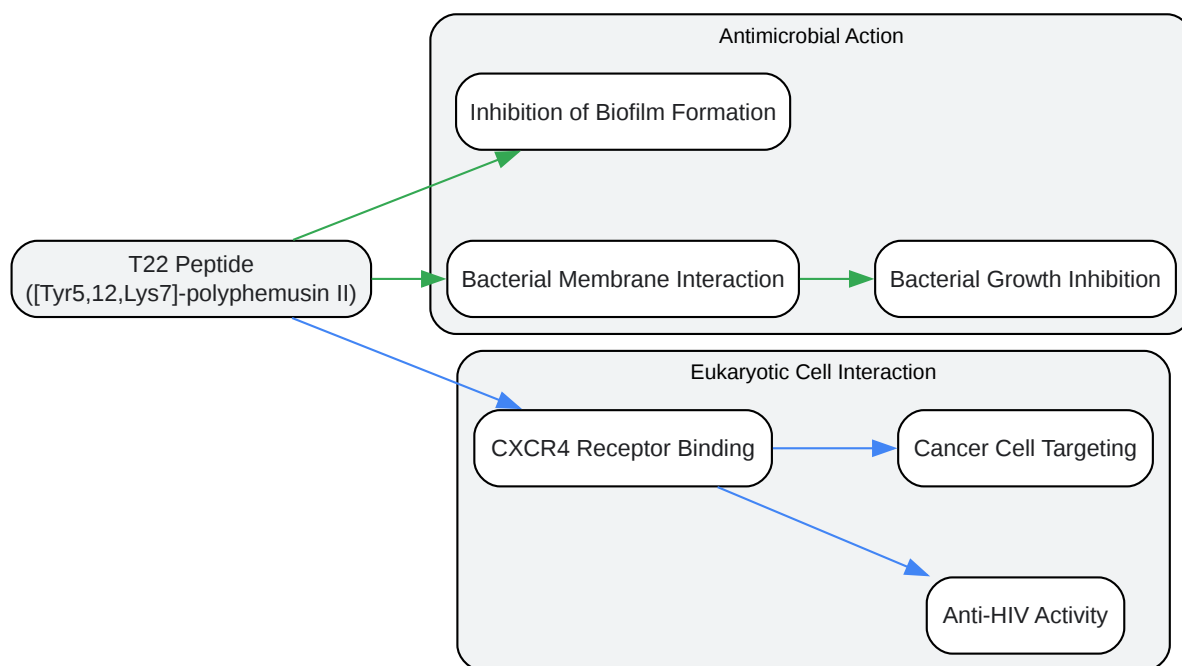 Antimicrobial Action
Inhibition of Biofilm Formation
T22 Peptide
([Tyr5,12,Lys7]-polyphemusin II)
Bacterial Membrane Interaction
Bacterial Growth Inhibition
Eukaryotic Cell Interaction
CXCR4 Receptor Binding
Cancer Cell Targeting
Anti-HIV Activity